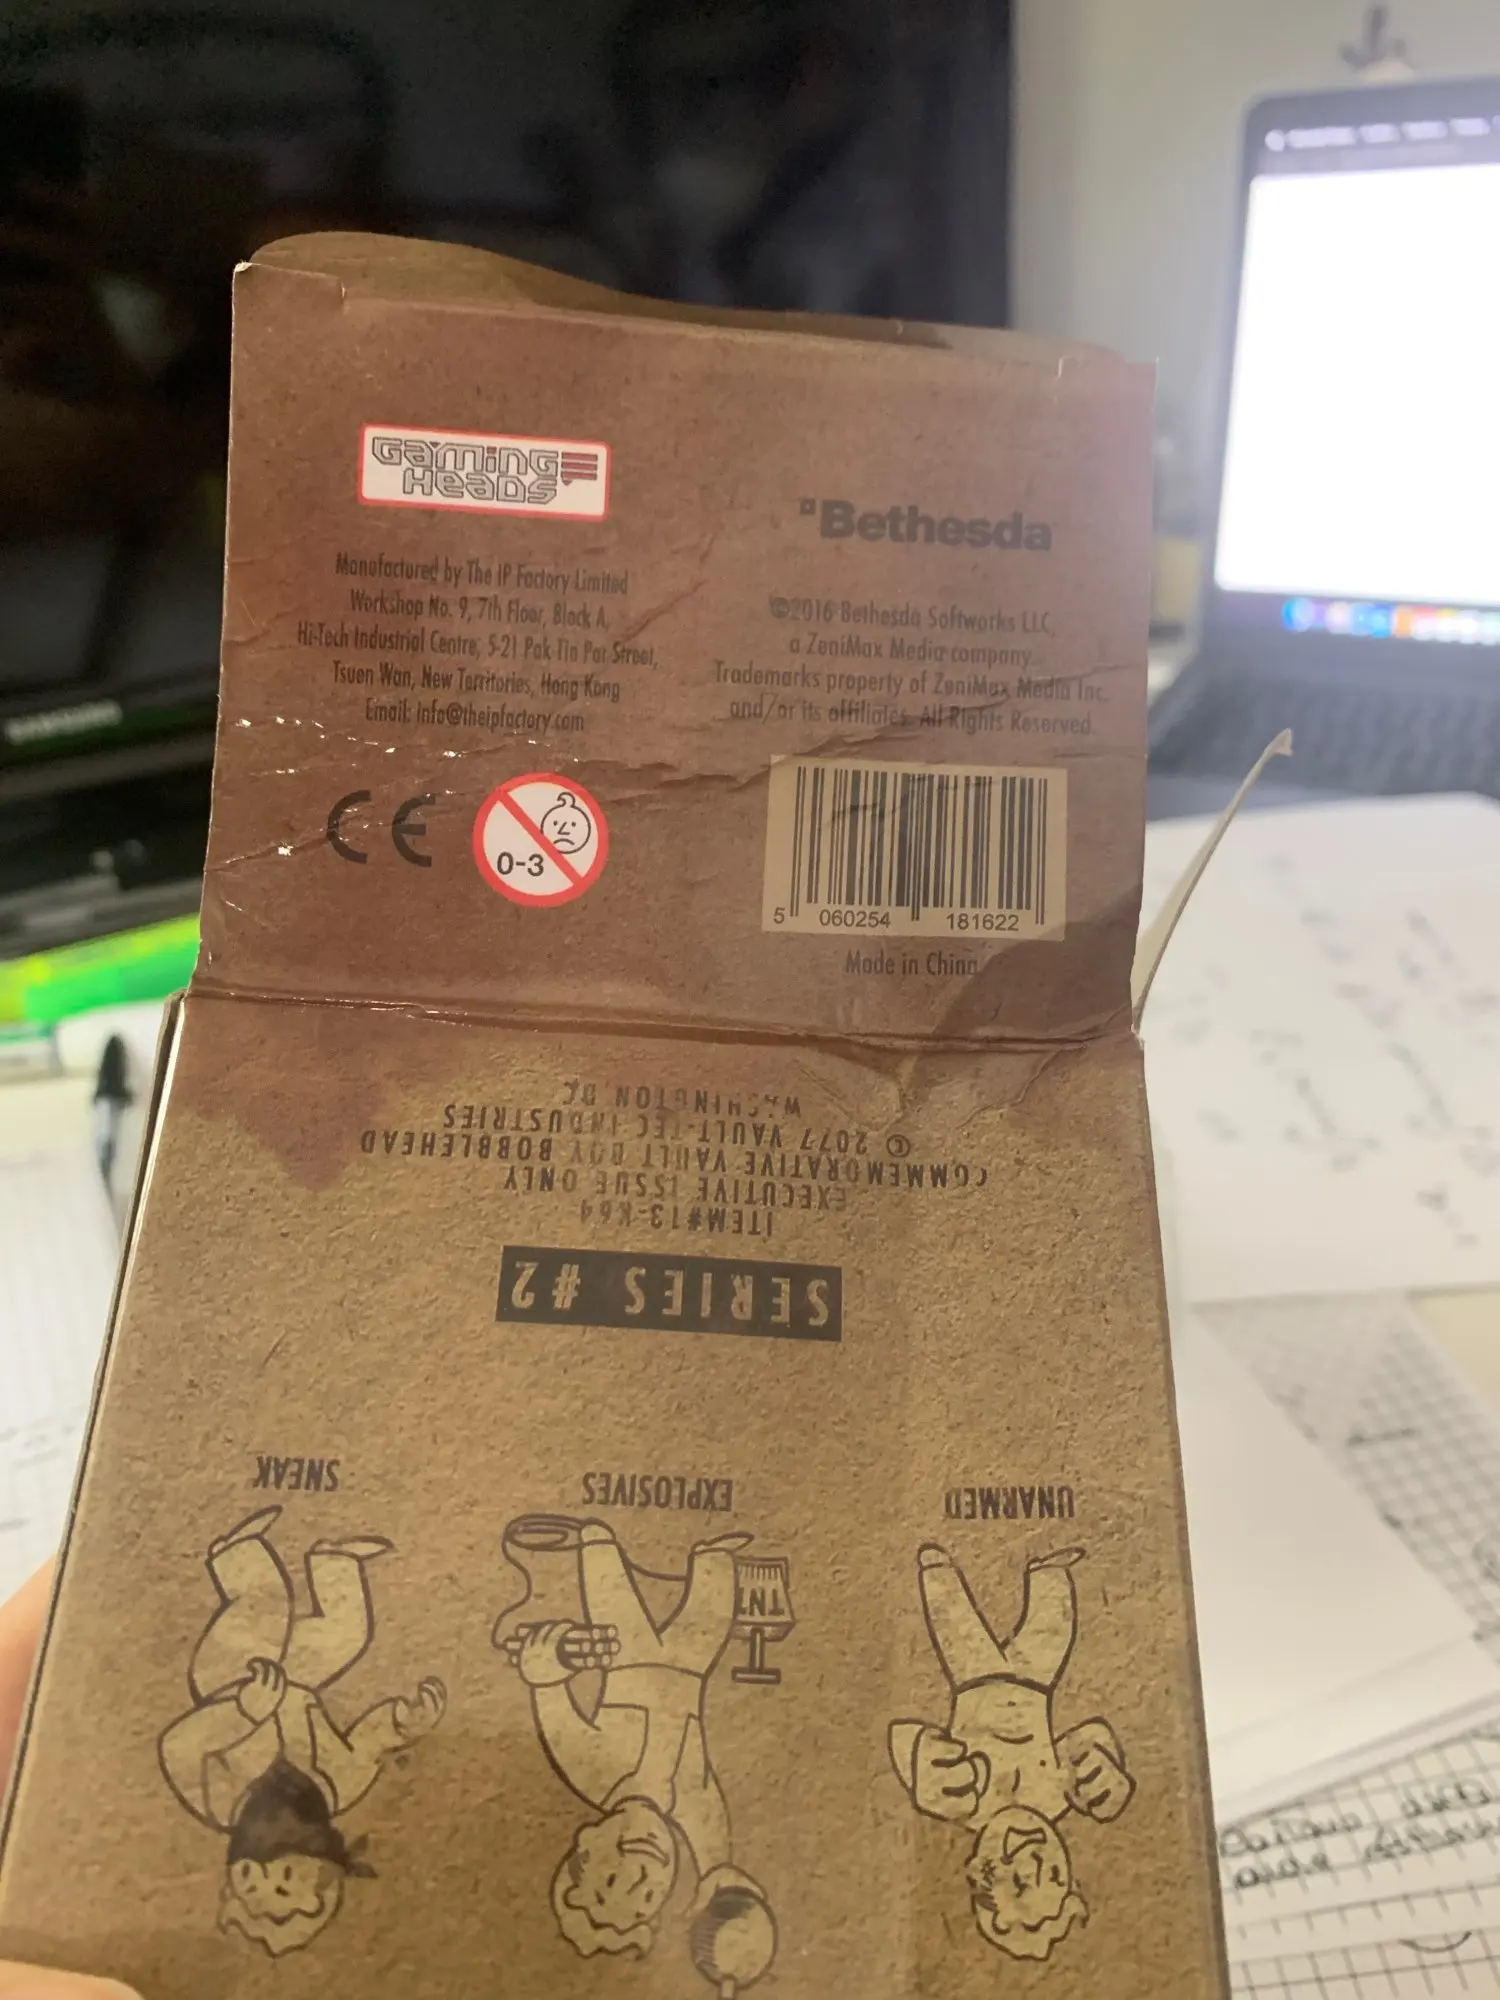 GAMING
HEADS
Manufactured by The IP Factory Limited
Workshop No. 9, 7th Floor, Block A,
Hi-Tech Industrial Centre, 5-21 Pak Tin Par Street,
Tsuen Wan, New Territories, Hong Kong
Email: info@theipfactory.com
CE
0-3
Bethesda
©2016 Bethesda Softworks LLC,
a ZeniMax Media company.
Trademarks property of ZeniMax Media Inc.
and/or its affiliates. All Rights Reserved.
5 060254 181622
Made in China
UNARMED
EXPLOSIVES
TNT
SNEAK
SERIES #2
ITEM#13-K64
EXECUTIVE ISSUE ONLY
COMMEMORATIVE VAULT BOY BOBBLEHEAD
© 2077 VAULT-TEC INDUSTRIES
WASHINGTON, DC
SAMSUNG